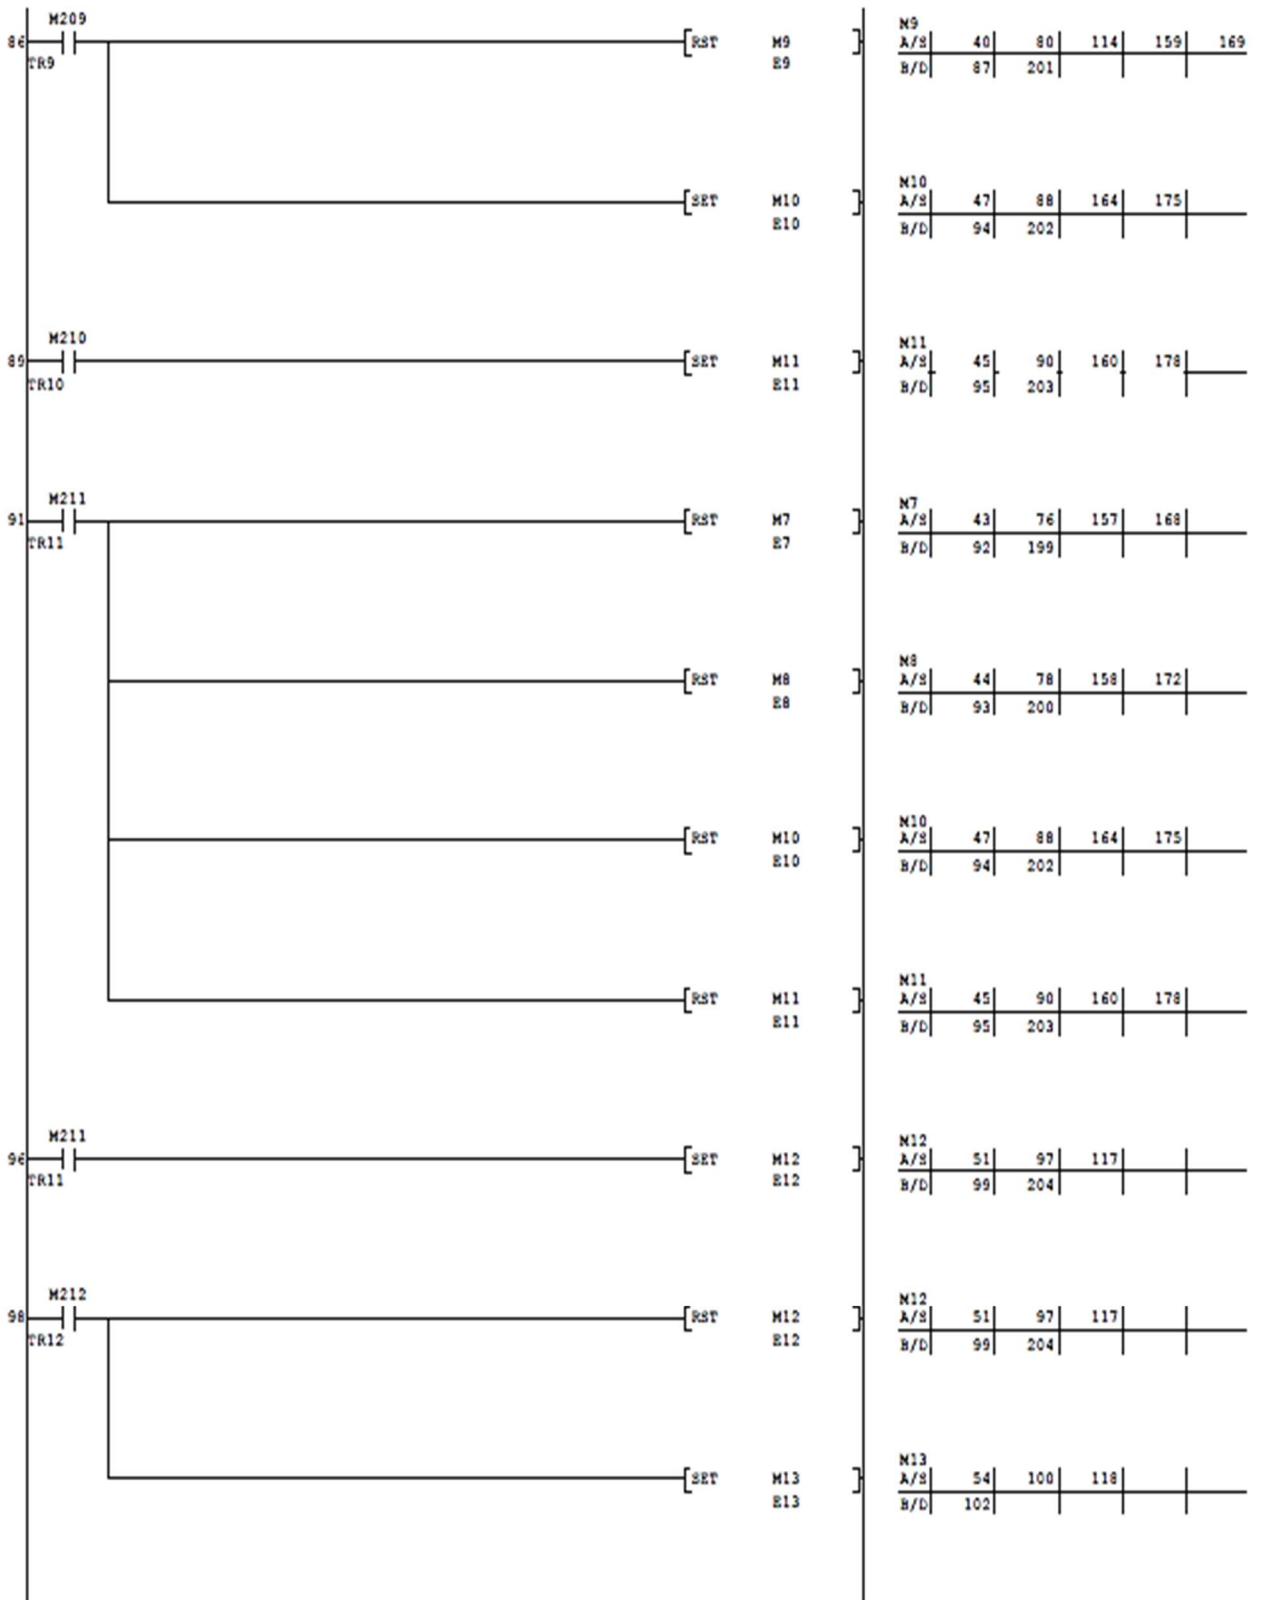 M209 M9
86 RST M9 A/S 40 80 114 159 169
TR9 E9 B/D 87 201
M10
SET M10 A/S 47 88 164 175
E10 B/D 94 202
M210 M11
89 SET M11 A/S 45 90 160 178
TR10 E11 B/D 95 203
M211 M7
91 RST M7 A/S 43 76 157 168
TR11 E7 B/D 92 199
M8
RST M8 A/S 44 78 158 172
E8 B/D 93 200
M10
RST M10 A/S 47 88 164 175
E10 B/D 94 202
M11
RST M11 A/S 45 90 160 178
E11 B/D 95 203
M211 M12
96 SET M12 A/S 51 97 117
TR11 E12 B/D 99 204
M212 M12
98 RST M12 A/S 51 97 117
TR12 E12 B/D 99 204
M13
SET M13 A/S 54 100 118
E13 B/D 102